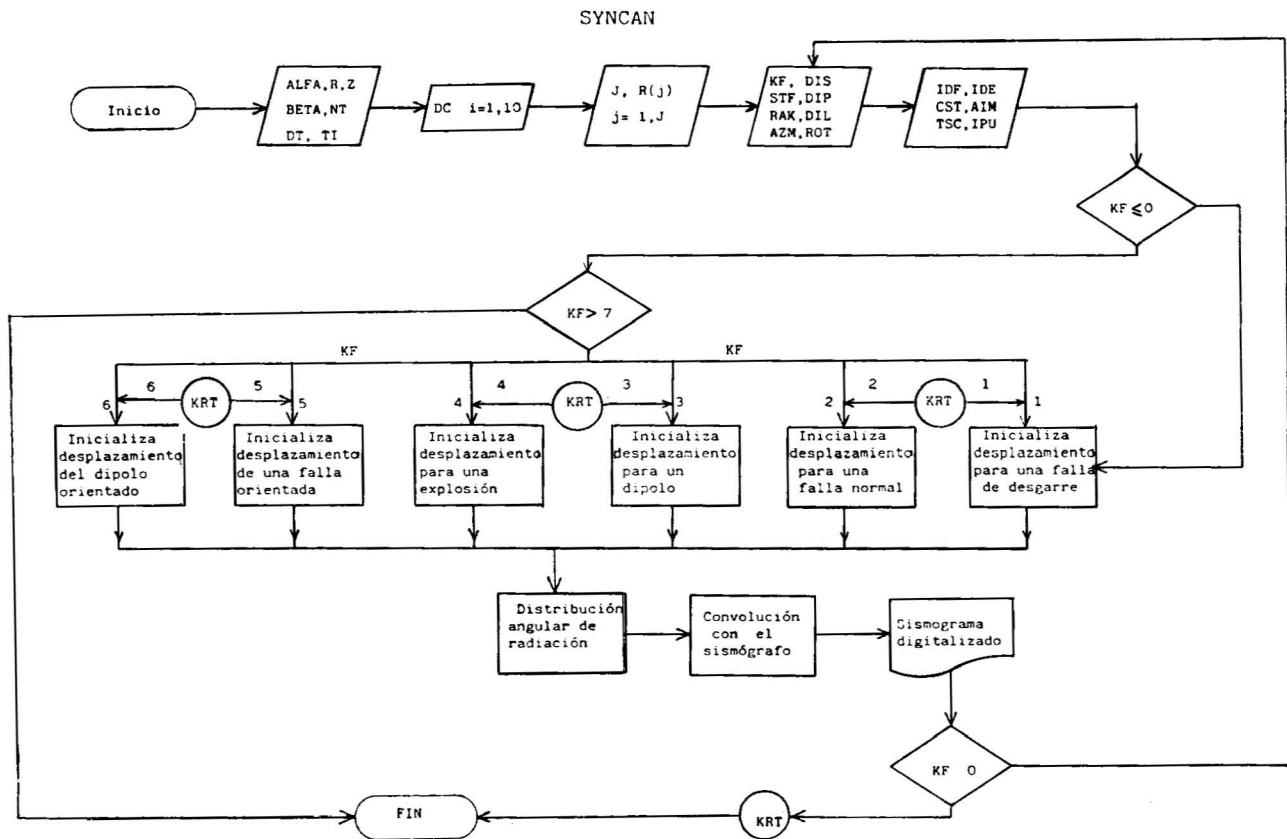 SYNCAN
Inicio
ALFA,R,Z
BETA,NT
DT, TI
DC i=1,10
J, R(j)
j= 1,J
KF, DIS
STF,DIP
RAK,DIL
AZM,ROT
IDF,IDE
CST,AIM
TSC,IPU
KF ≤ 0
KF> 7
KF
KF
6
KRT
5
4
KRT
3
2
KRT
1
6
5
4
3
2
1
Inicializa
desplazamiento
del dipolo
orientado
Inicializa
desplazamiento
de una falla
orientada
Inicializa
desplazamiento
para una
explosión
Inicializa
desplazamiento
para un
dipolo
Inicializa
desplazamiento
para una
falla normal
Inicializa
desplazamiento
para una falla
de desgarre
Distribución
angular de
radiación
Convolución
con el
sismógrafo
Sismograma
digitalizado
KF 0
KRT
FIN